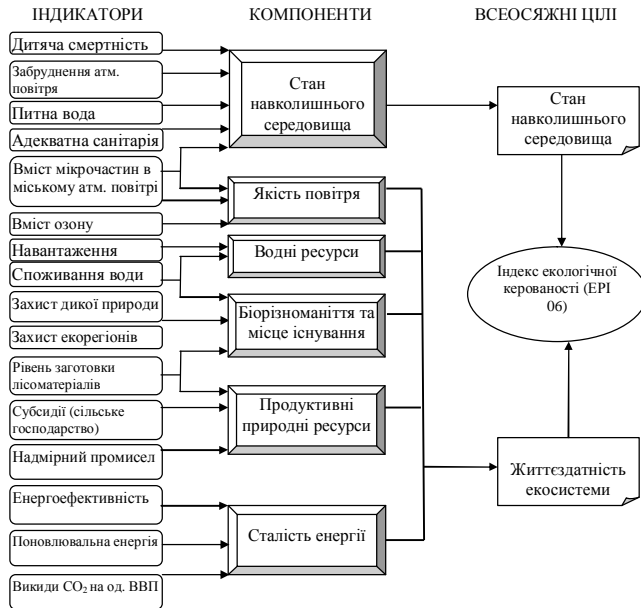 ІНДИКАТОРИ
КОМПОНЕНТИ
ВСЕОСЯЖНІ ЦІЛІ
Дитяча смертність
Забруднення атм.
повітря
Питна вода
Адекватна санітарія
Вміст мікрочастин в
міському атм. повітрі
Вміст озону
Навантаження
Споживання води
Захист дикої природи
Захист екорегіонів
Рівень заготовки
лісоматеріалів
Субсидії (сільське
господарство)
Надмірний промисел
Енергоефективність
Поновлювальна енергія
Викиди CO₂ на од. ВВП
Стан
навколишнього
середовища
Якість повітря
Водні ресурси
Біорізноманіття та
місце існування
Продуктивні
природні ресурси
Сталість енергії
Стан
навколишнього
середовища
Індекс екологічної
керованості (EPI
06)
Життєздатність
екосистеми